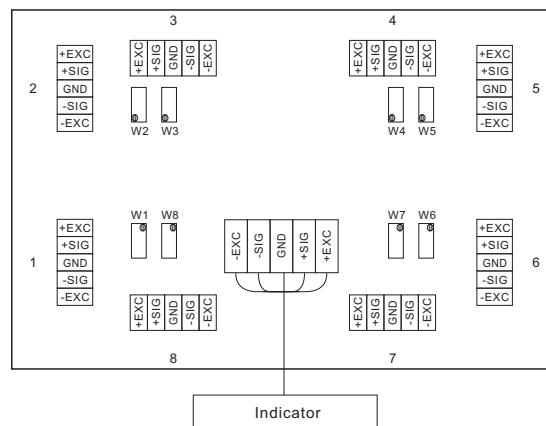 3
4
+EXC
+SIG
GND
-SIG
-EXC
+EXC
+SIG
GND
-SIG
-EXC
2
+EXC
+SIG
GND
-SIG
-EXC
+EXC
+SIG
GND
-SIG
-EXC
5
W2 W3
W4 W5
W1 W8
W7 W6
1
+EXC
+SIG
GND
-SIG
-EXC
-EXC
-SIG
GND
+SIG
+EXC
+EXC
+SIG
GND
-SIG
-EXC
6
+EXC
+SIG
GND
-SIG
-EXC
+EXC
+SIG
GND
-SIG
-EXC
8
7
Indicator